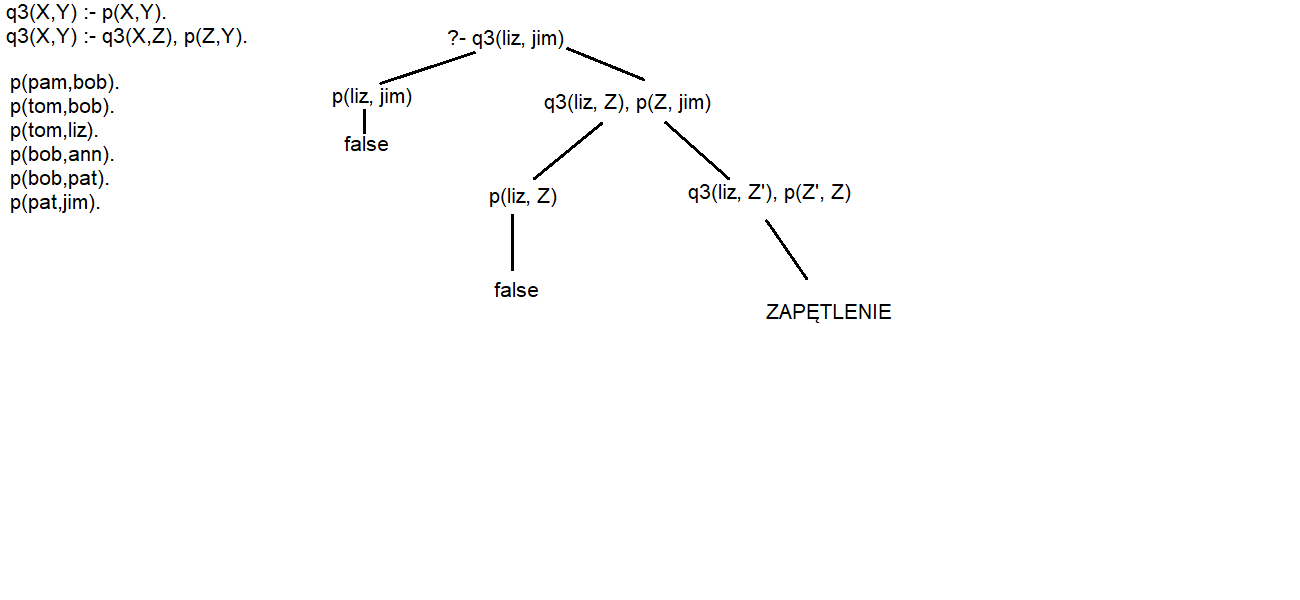 q3(X,Y) :- p(X,Y).
q3(X,Y) :- q3(X,Z), p(Z,Y).
p(pam,bob).
p(tom,bob).
p(tom,liz).
p(bob,ann).
p(bob,pat).
p(pat,jim).
?- q3(liz, jim)
p(liz, jim)
q3(liz, Z), p(Z, jim)
false
p(liz, Z)
q3(liz, Z'), p(Z', Z)
false
ZAPĘTLENIE